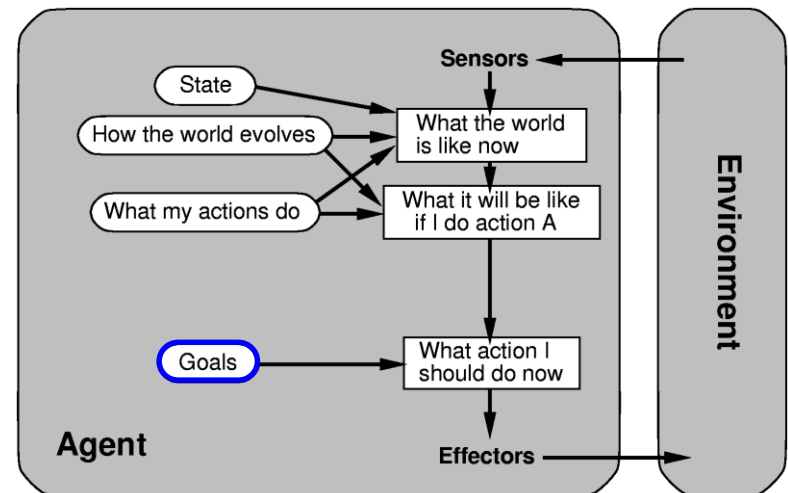 Sensors
State
What the world
is like now
How the world evolves
What it will be like
if I do action A
What my actions do
Environment
What action I
should do now
Goals
Agent
Effectors